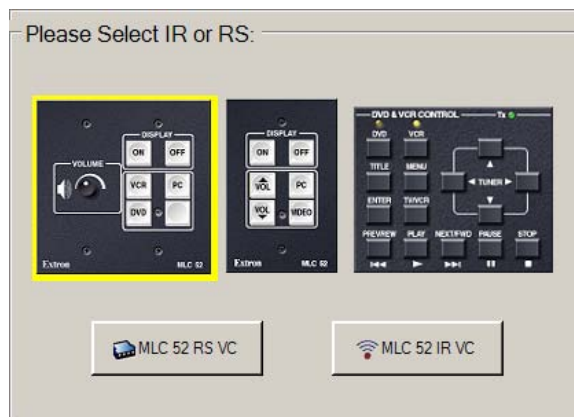 Please Select IR or RS:
DISPLAY
ON OFF
VOLUME
VCR PC
DVD
Extron MLC 52
DISPLAY
ON OFF
VOL PC
VOL VIDEO
Extron MLC 52
DVD & VCR CONTROL Tx
DVD VCR
TITLE MENU
TUNER
ENTER TV/VCR
PREV/REW PLAY NEXT/FWD PAUSE STOP
MLC 52 RS VC
MLC 52 IR VC